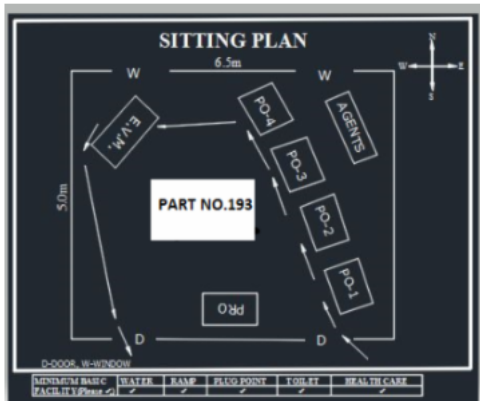 SITTING PLAN
6.5m
N
W
E
S
W
W
E.V.M.
PO-4
AGENTS
PO-3
5.0m
PART NO.193
PO-2
PO-1
PRO
D
D
D-DOOR, W-WINDOW
MINIMUM BASIC WATER RAMP PLUG POINT TOILET HEALTH CARE
FACILITY(Please ✓) ✓ ✓ ✓ ✓ ✓